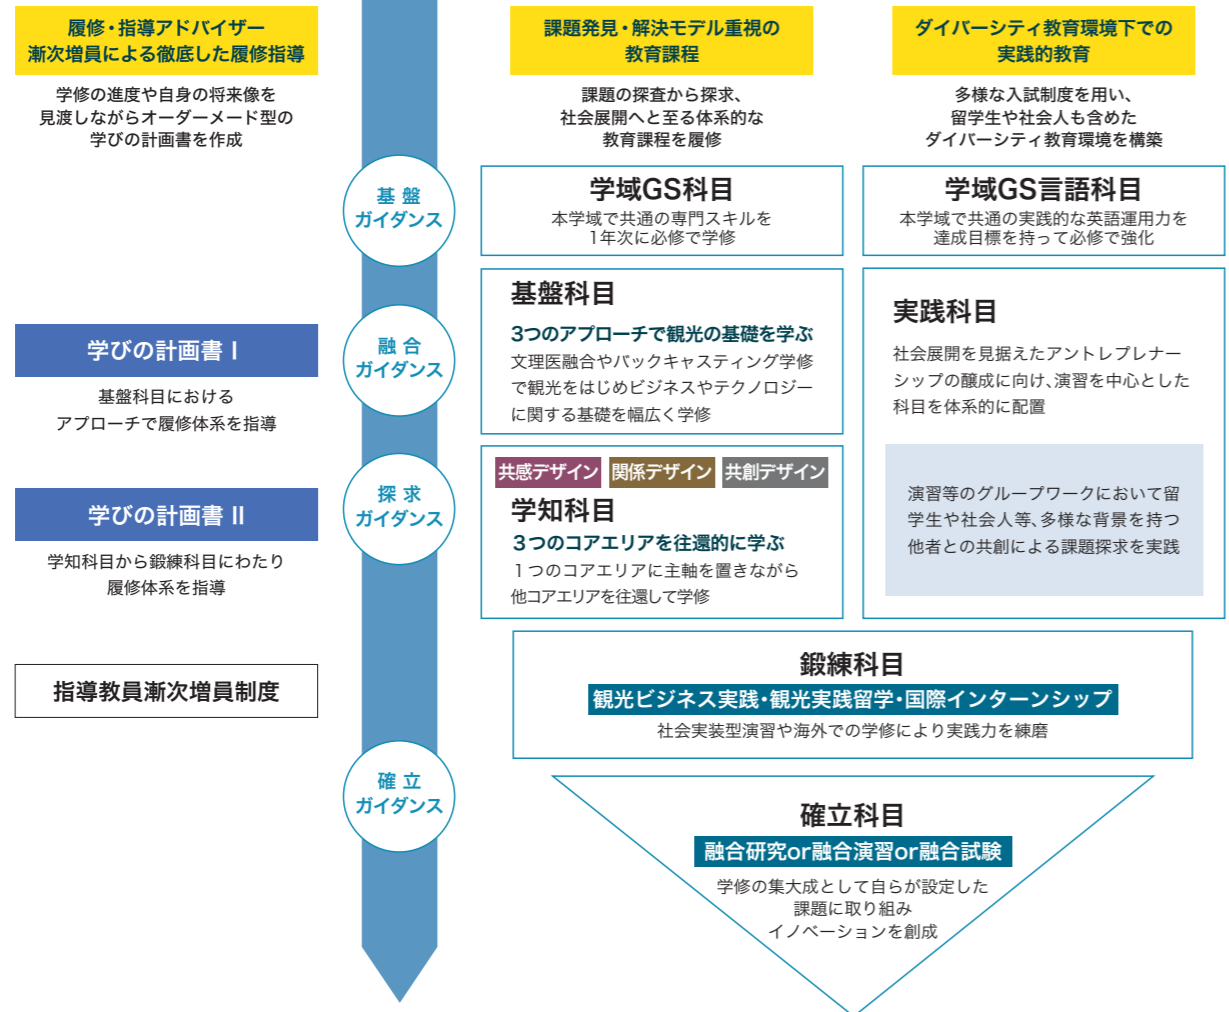 履修・指導アドバイザー
漸次増員による徹底した履修指導
学修の進度や自身の将来像を
見渡しながらオーダーメード型の
学びの計画書を作成
学びの計画書 I
基盤科目における
アプローチで履修体系を指導
学びの計画書 II
学知科目から鍛練科目にわたり
履修体系を指導
指導教員漸次増員制度
基 盤
ガイダンス
融 合
ガイダンス
探 求
ガイダンス
確 立
ガイダンス
課題発見・解決モデル重視の
教育課程
課題の探査から探求、
社会展開へと至る体系的な
教育課程を履修
学域GS科目
本学域で共通の専門スキルを
1年次に必修で学修
基盤科目
3つのアプローチで観光の基礎を学ぶ
文理医融合やバックキャスティング学修
で観光をはじめビジネスやテクノロジー
に関する基礎を幅広く学修
共感デザイン 関係デザイン 共創デザイン
学知科目
3つのコアエリアを往還的に学ぶ
１つのコアエリアに主軸を置きながら
他コアエリアを往還して学修
ダイバーシティ教育環境下での
実践的教育
多様な入試制度を用い、
留学生や社会人も含めた
ダイバーシティ教育環境を構築
学域GS言語科目
本学域で共通の実践的な英語運用力を
達成目標を持って必修で強化
実践科目
社会展開を見据えたアントレプレナー
シップの醸成に向け、演習を中心とした
科目を体系的に配置
演習等のグループワークにおいて留
学生や社会人等、多様な背景を持つ
他者との共創による課題探求を実践
鍛練科目
観光ビジネス実践・観光実践留学・国際インターンシップ
社会実装型演習や海外での学修により実践力を練磨
確立科目
融合研究or融合演習or融合試験
学修の集大成として自らが設定した
課題に取り組み
イノベーションを創成